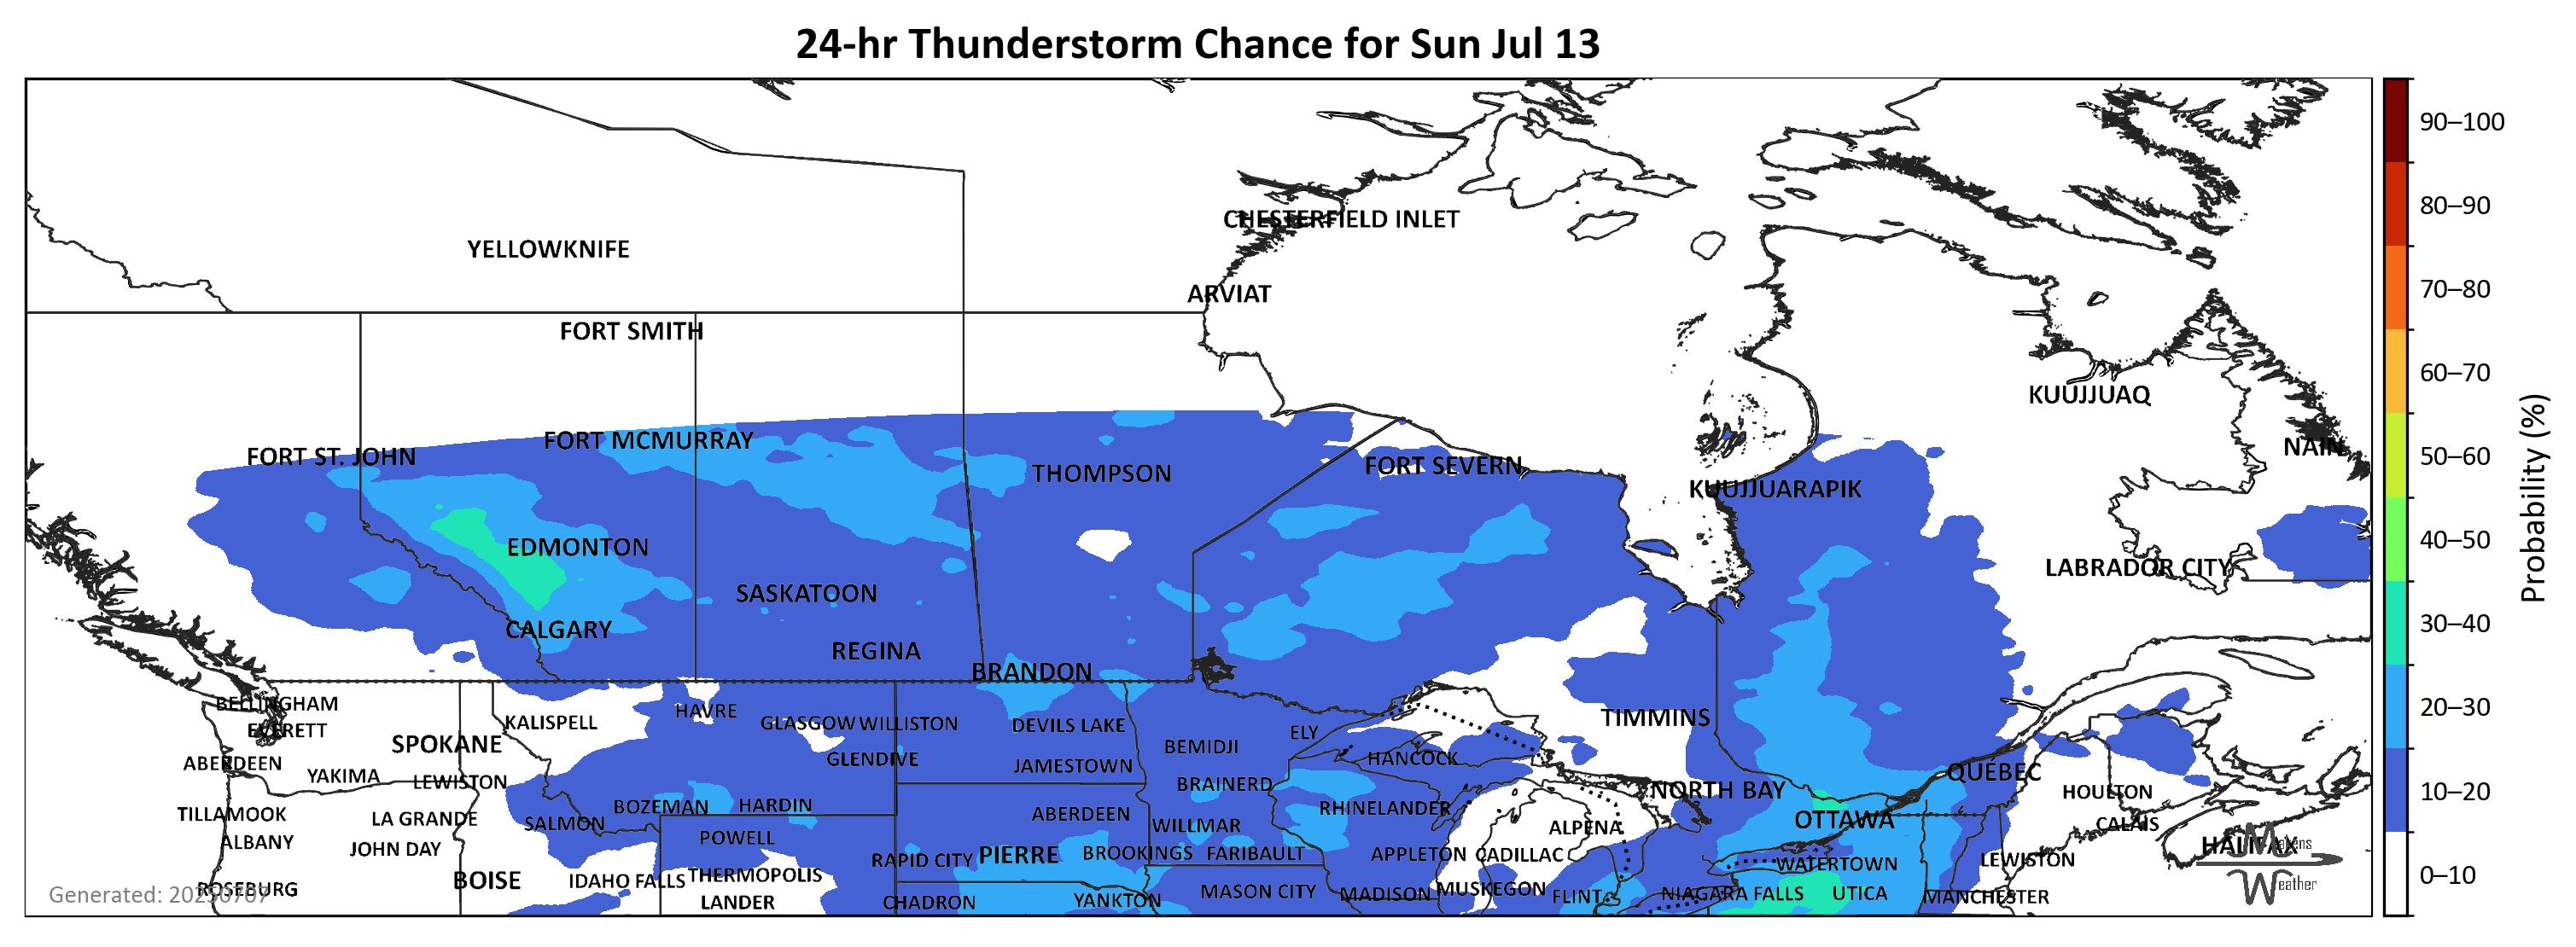 24-hr Thunderstorm Chance for Sun Jul 13
90–100
80–90
CHESTERFIELD INLET
YELLOWKNIFE
70–80
ARVIAT
FORT SMITH
60–70
KUUJJUAQ
FORT MCMURRAY
NAIN
FORT ST. JOHN
50–60
FORT SEVERN
THOMPSON
KUUJJUARAPIK
40–50
EDMONTON
Probability (%)
LABRADOR CITY
SASKATOON
30–40
CALGARY
REGINA
BRANDON
BELLINGHAM
20–30
HAVRE
TIMMINS
KALISPELL
GLASGOW
WILLISTON
DEVILS LAKE
EVERETT
ELY
SPOKANE
BEMIDJI
GLENDIVE
HANCOCK
ABERDEEN
JAMESTOWN
QUÉBEC
YAKIMA
LEWISTON
BRAINERD
NORTH BAY
HOULTON
10–20
BOZEMAN
HARDIN
RHINELANDER
TILLAMOOK
ABERDEEN
LA GRANDE
OTTAWA
SALMON
WILLMAR
ALPENA
CALAIS
POWELL
ALBANY
HALIFAX
Makens
JOHN DAY
BROOKINGS
FARIBAULT
APPLETON
CADILLAC
PIERRE
RAPID CITY
LEWISTON
WATERTOWN
0–10
THERMOPOLIS
BOISE
IDAHO FALLS
Weather
ROSEBURG
MUSKEGON
MASON CITY
MADISON
NIAGARA FALLS
UTICA
Generated: 20250707
FLINT
MANCHESTER
YANKTON
LANDER
CHADRON